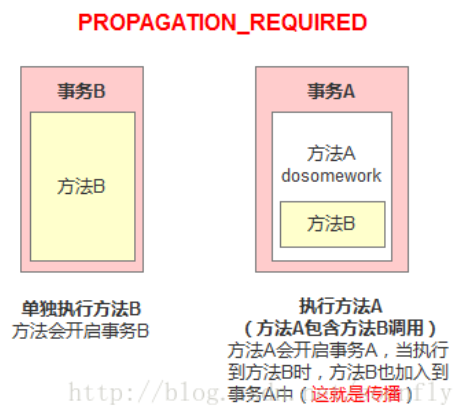 PROPAGATION_REQUIRED
事务B
方法B
单独执行方法B
方法会开启事务B
事务A
方法A
dosomework
方法B
执行方法A
（方法A包含方法B调用）
方法A会开启事务A，当执行
到方法B时，方法B也加入到
事务A中（这就是传播）
http://blog.
fly